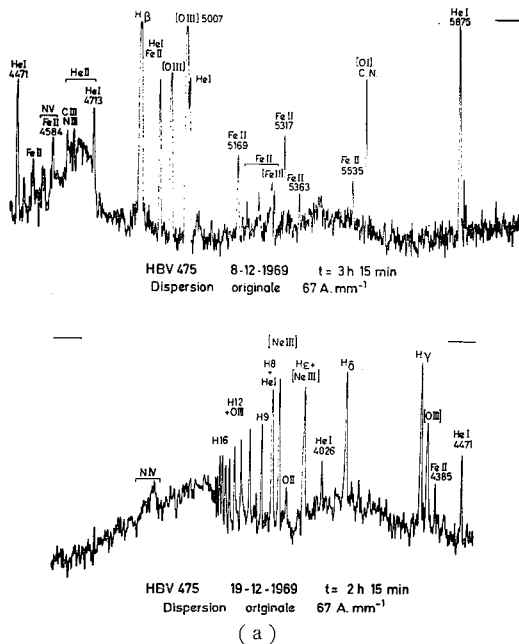 [OIII] 5007
Hβ
HeI
5875
HeI
4471
HeII
HeI
FeII
[OIII]
HeI
[OI]
C.N.
NV
FeII
4584
CIII
NIII
HeI
4713
FeII
FeII
5317
FeII
5169
FeII
[FeII]
FeII
5363
FeII
5535
HBV 475 8-12-1969 t = 3 h 15 min
Dispersion originale 67 A.mm⁻¹
[NeIII]
H8
+
HeI
Hε+
[NeIII]
Hδ
Hγ
H12
+OIII
H9
[OIII]
H16
HeI
4026
HeI
4471
FeII
4385
NIV
OII
HBV 475 19-12-1969 t = 2 h 15 min
Dispersion originale 67 A.mm⁻¹
( a )